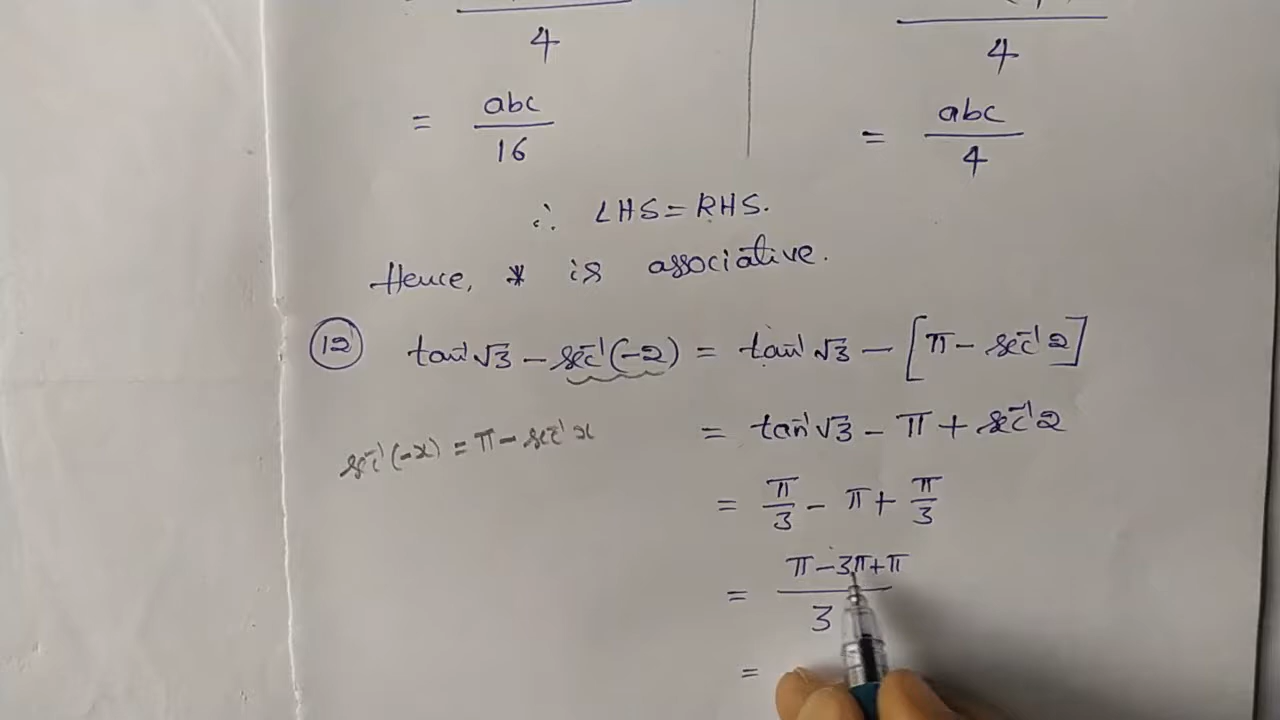 4
4
= abc/16
= abc/4
∴ LHS = RHS.
Hence, * is associative.
12 tan⁻¹√3 − sec⁻¹(−2) = tan⁻¹√3 − [π − sec⁻¹2]
= tan⁻¹√3 − π + sec⁻¹2
sec⁻¹(−x) = π − sec⁻¹x
= π/3 − π + π/3
= π − 3π + π/3
=